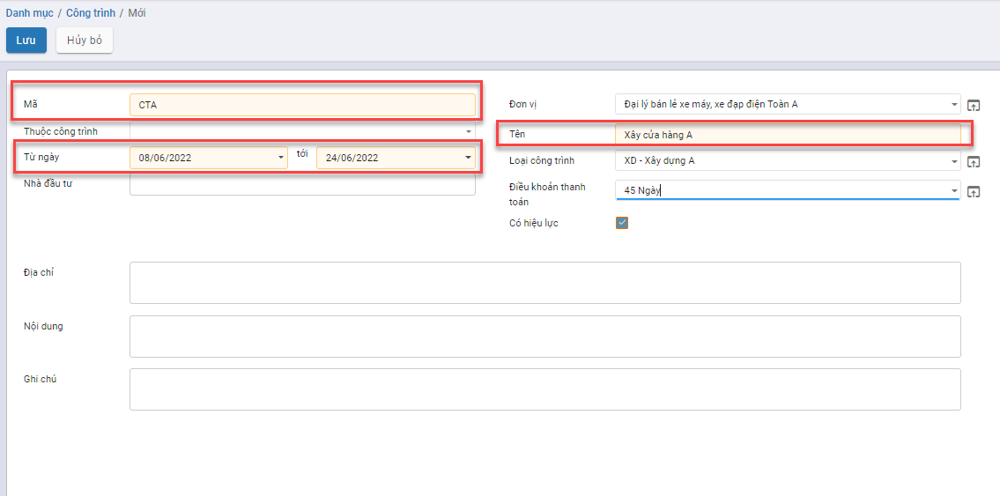 Danh mục / Công trình / Mới
Lưu Hủy bỏ
Mã CTA
Đơn vị Đại lý bán lẻ xe máy, xe đạp điện Toàn A
Thuộc công trình
Tên Xây cửa hàng A
Từ ngày 08/06/2022 tới 24/06/2022
Loại công trình XD - Xây dựng A
Nhà đầu tư
Điều khoản thanh
toán
45 Ngày
Có hiệu lực
Địa chỉ
Nội dung
Ghi chú